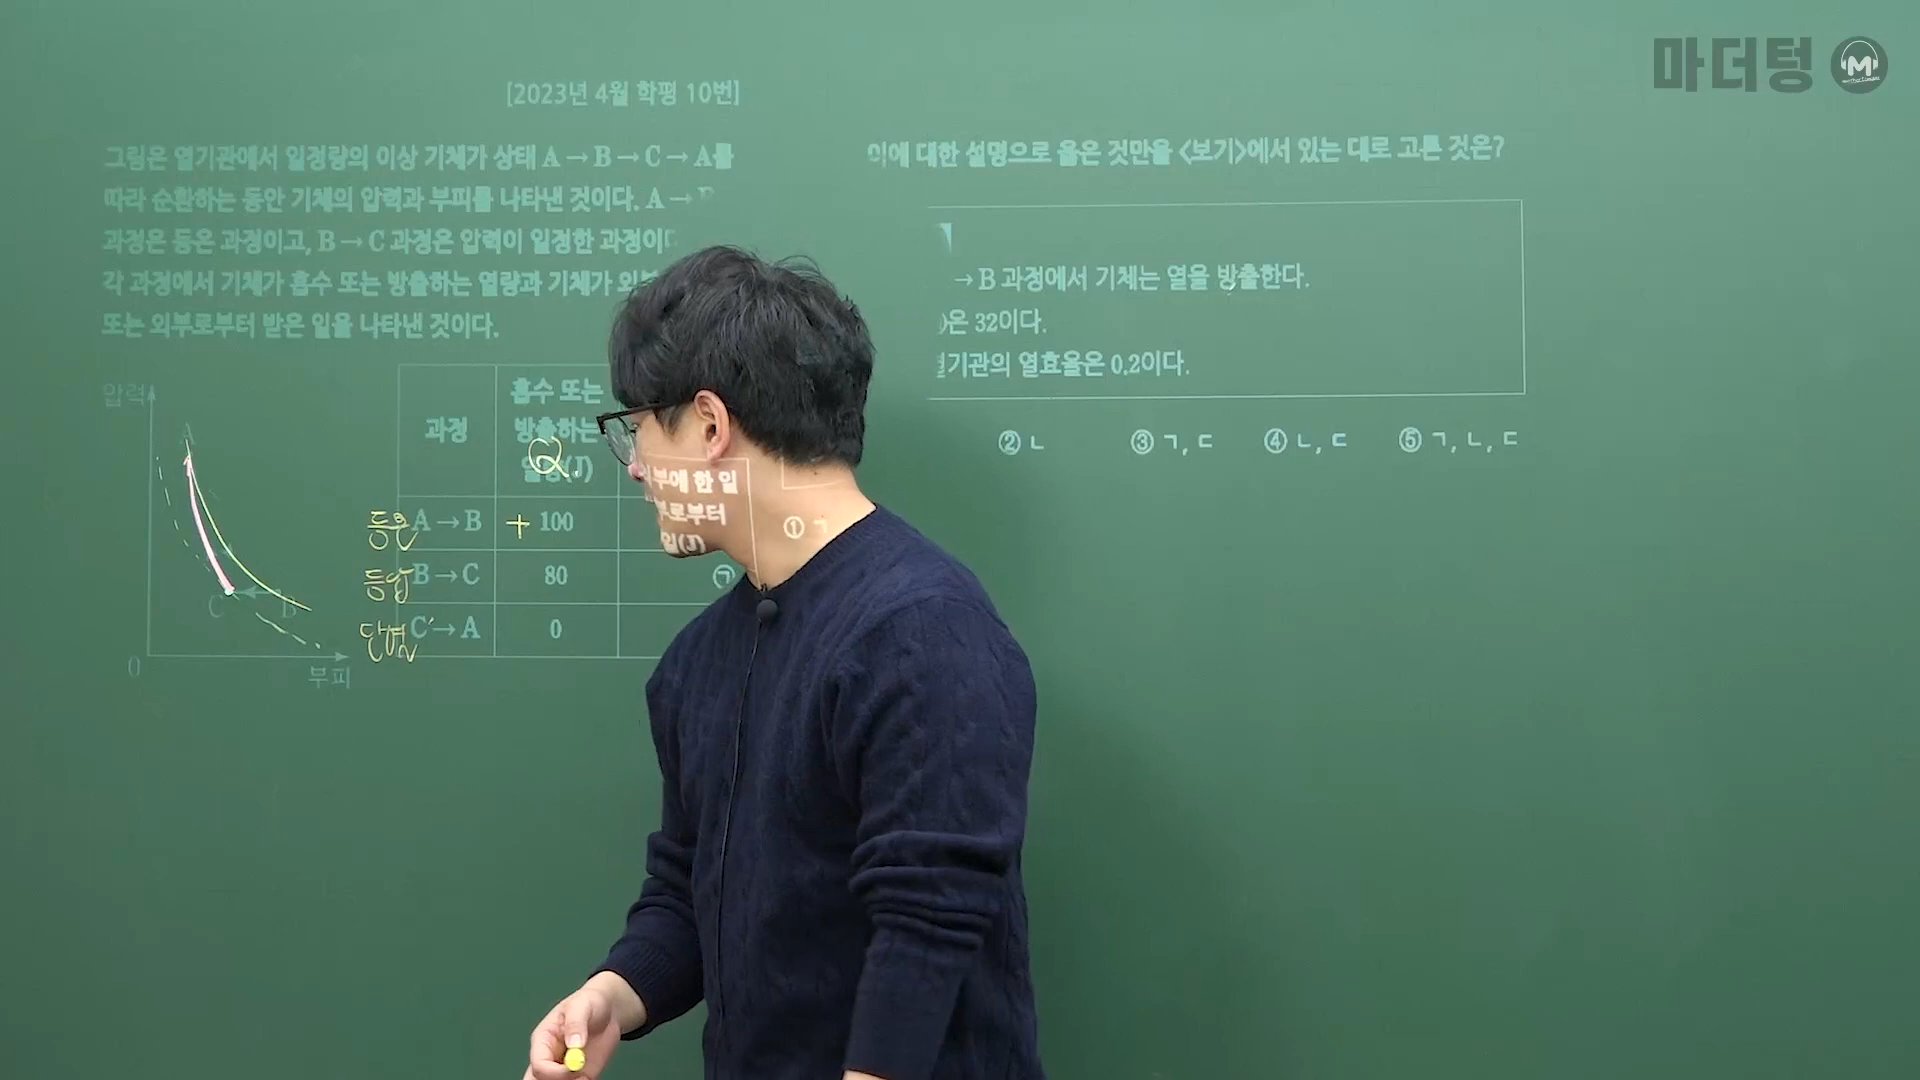 마더텅 M
[2023년 4월 학평 10번]
그림은 열기관에서 일정량의 이상 기체가 상태 A → B → C → A를
따라 순환하는 동안 기체의 압력과 부피를 나타낸 것이다. A →
과정은 등온 과정이고, B → C 과정은 압력이 일정한 과정이
각 과정에서 기체가 흡수 또는 방출하는 열량과 기체가
또는 외부로부터 받은 일을 나타낸 것이다.
압력
A
C
B
0
부피
과정
흡수 또는
방출하는
열량(J)
Q
외부에 한 일
일(J)
등온 A → B + 100
등압 B → C 80 ㉠
단열 C → A 0
이에 대한 설명으로 옳은 것만을 <보기>에서 있는 대로 고른 것은?
→ B 과정에서 기체는 열을 방출한다.
은 32이다.
기관의 열효율은 0.2이다.
① ㄱ
② ㄴ ③ ㄱ, ㄷ ④ ㄴ, ㄷ ⑤ ㄱ, ㄴ, ㄷ